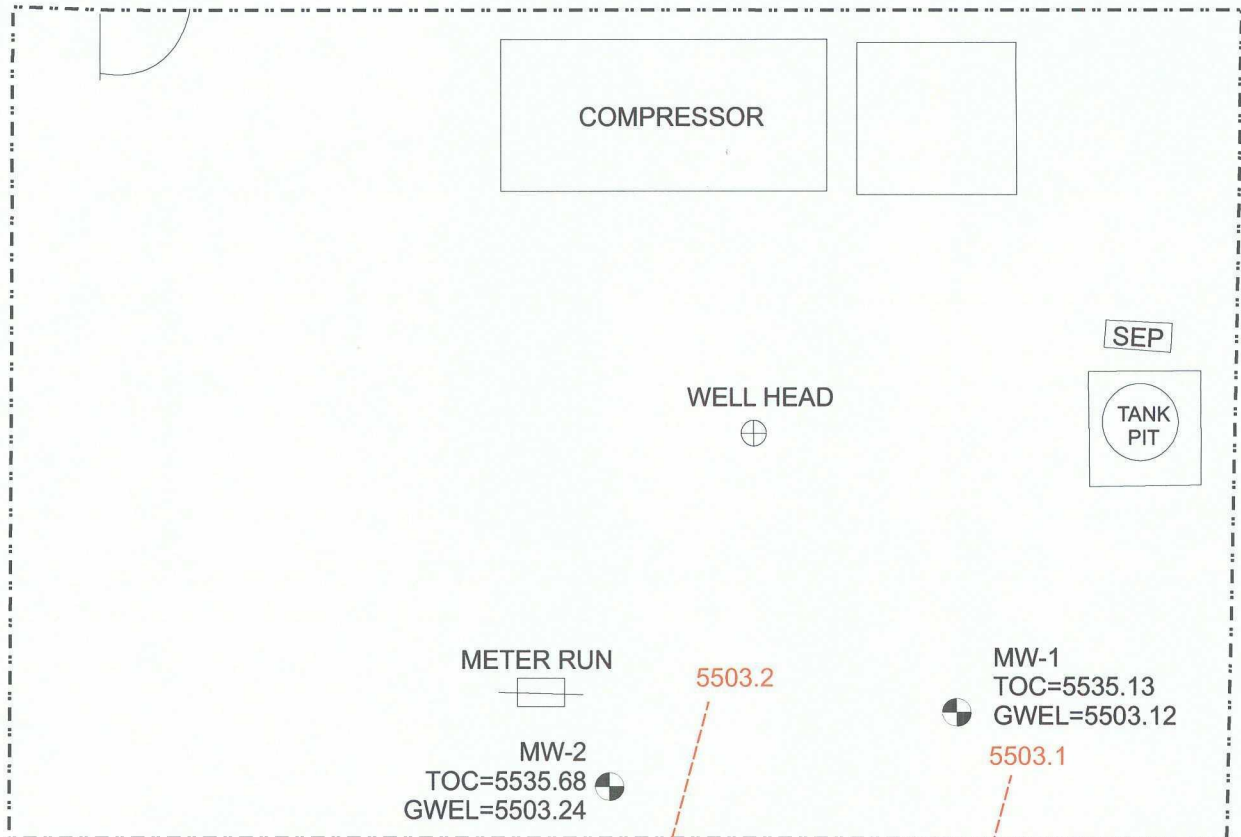 COMPRESSOR
SEP
WELL HEAD
TANK
PIT
METER RUN
5503.2
MW-1
TOC=5535.13
GWEL=5503.12
5503.1
MW-2
TOC=5535.68
GWEL=5503.24